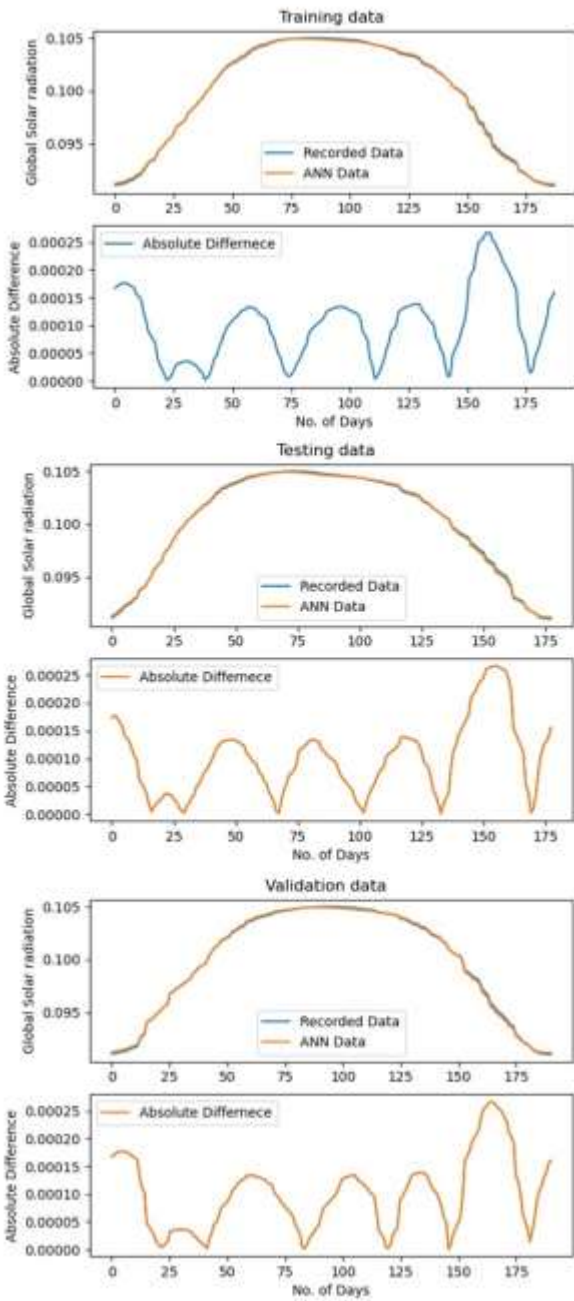 Training data
Global Solar radiation
0.105
0.100
0.095
Recorded Data
ANN Data
0 25 50 75 100 125 150 175
Absolute Difference
0.00025
0.00020
0.00015
0.00010
0.00005
0.00000
Absolute Differnece
0 25 50 75 100 125 150 175
No. of Days
Testing data
Global Solar radiation
0.105
0.100
0.095
Recorded Data
ANN Data
0 25 50 75 100 125 150 175
Absolute Difference
0.00025
0.00020
0.00015
0.00010
0.00005
0.00000
Absolute Differnece
0 25 50 75 100 125 150 175
No. of Days
Validation data
Global Solar radiation
0.105
0.100
0.095
Recorded Data
ANN Data
0 25 50 75 100 125 150 175
Absolute Difference
0.00025
0.00020
0.00015
0.00010
0.00005
0.00000
Absolute Differnece
0 25 50 75 100 125 150 175
No. of Days